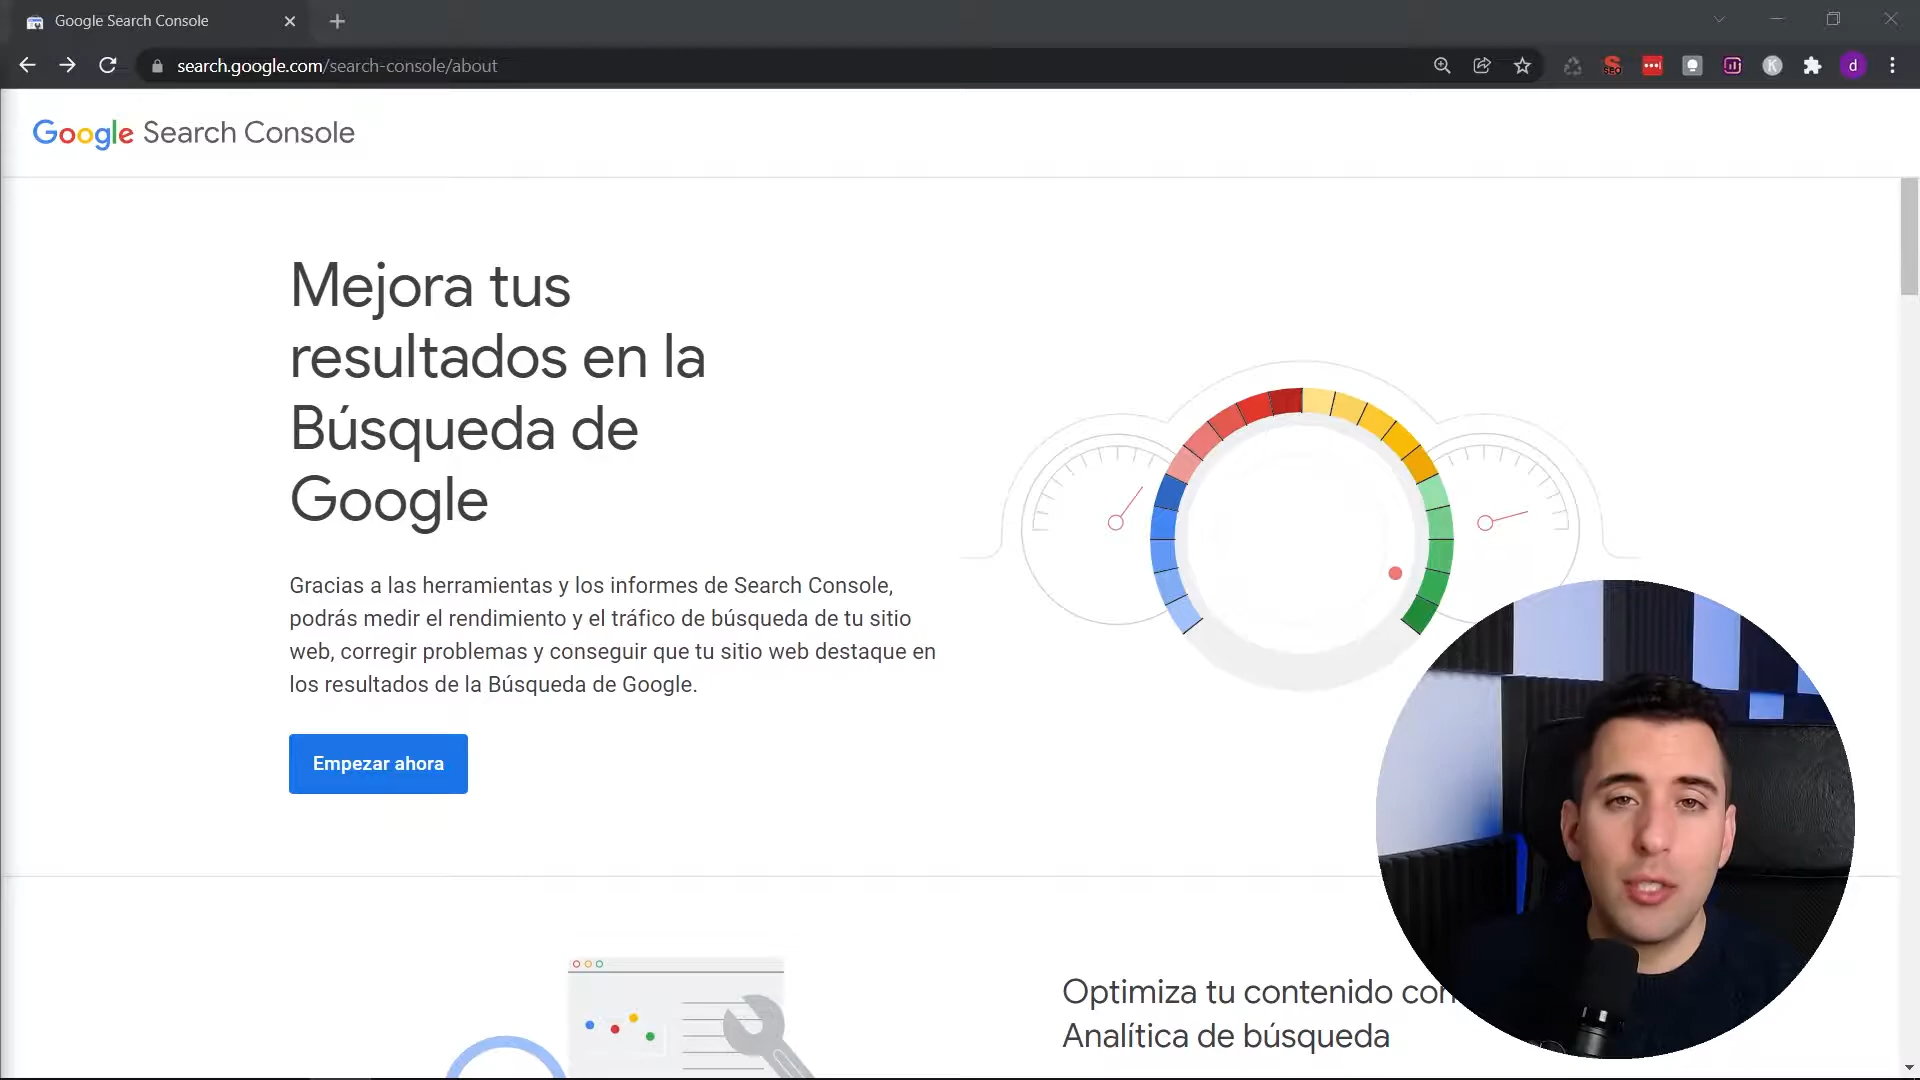 Google Search Console
search.google.com/search-console/about
SEO
K
d
Google Search Console
Mejora tus
resultados en la
Búsqueda de
Google
Gracias a las herramientas y los informes de Search Console,
podrás medir el rendimiento y el tráfico de búsqueda de tu sitio
web, corregir problemas y conseguir que tu sitio web destaque en
los resultados de la Búsqueda de Google.
Empezar ahora
Optimiza tu contenido con
Analítica de búsqueda